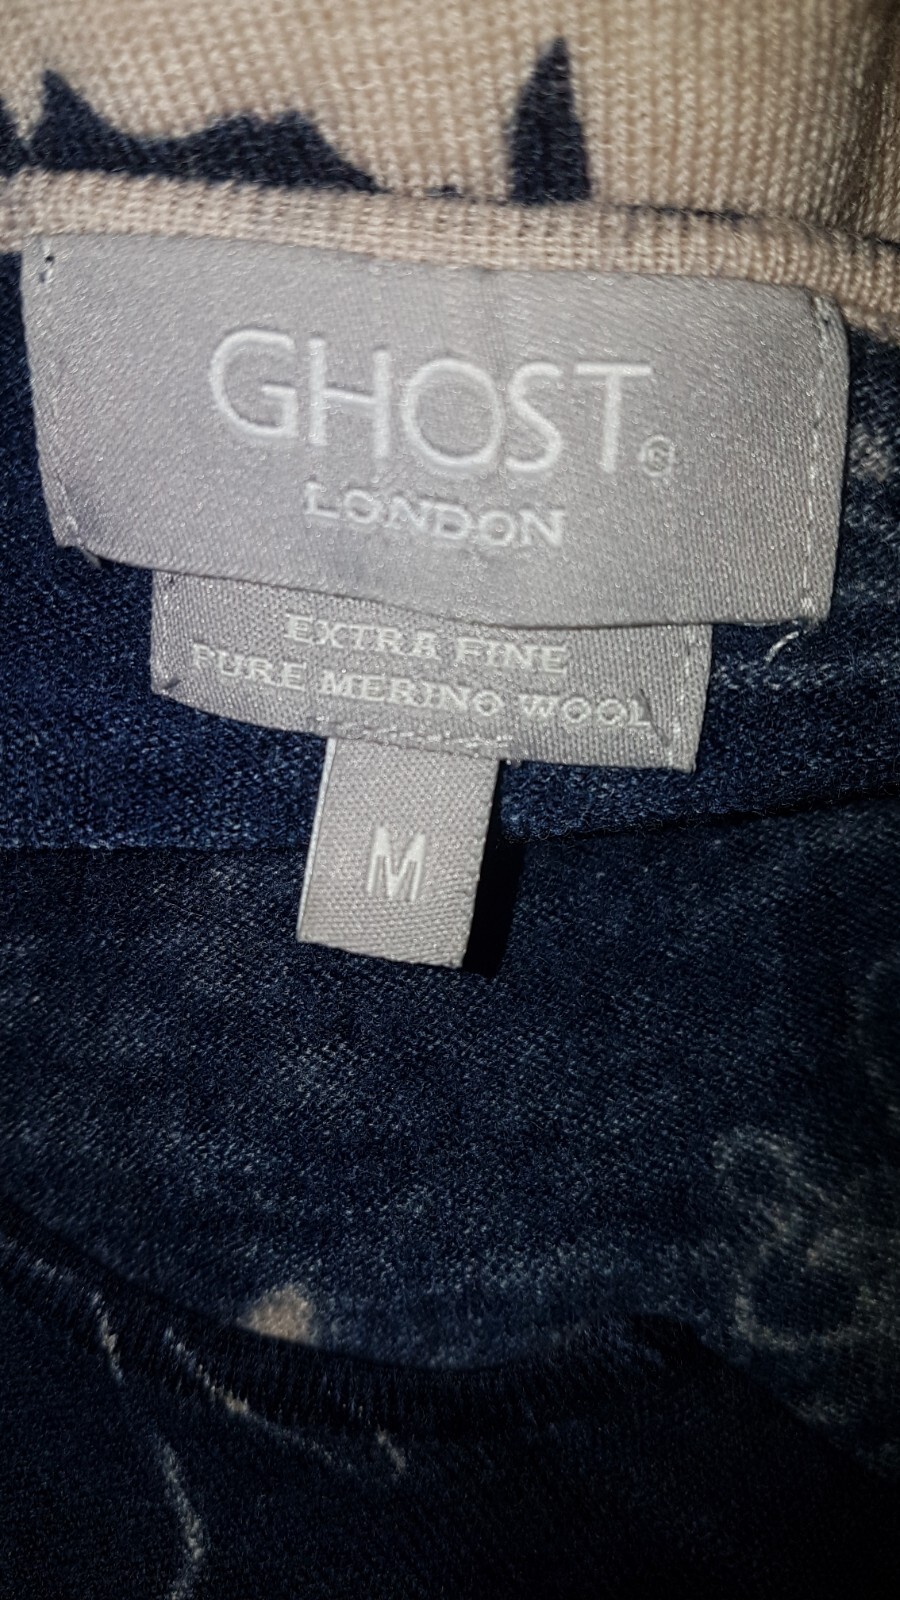 GHOST®
LONDON
EXTRA FINE
PURE MERINO WOOL
M